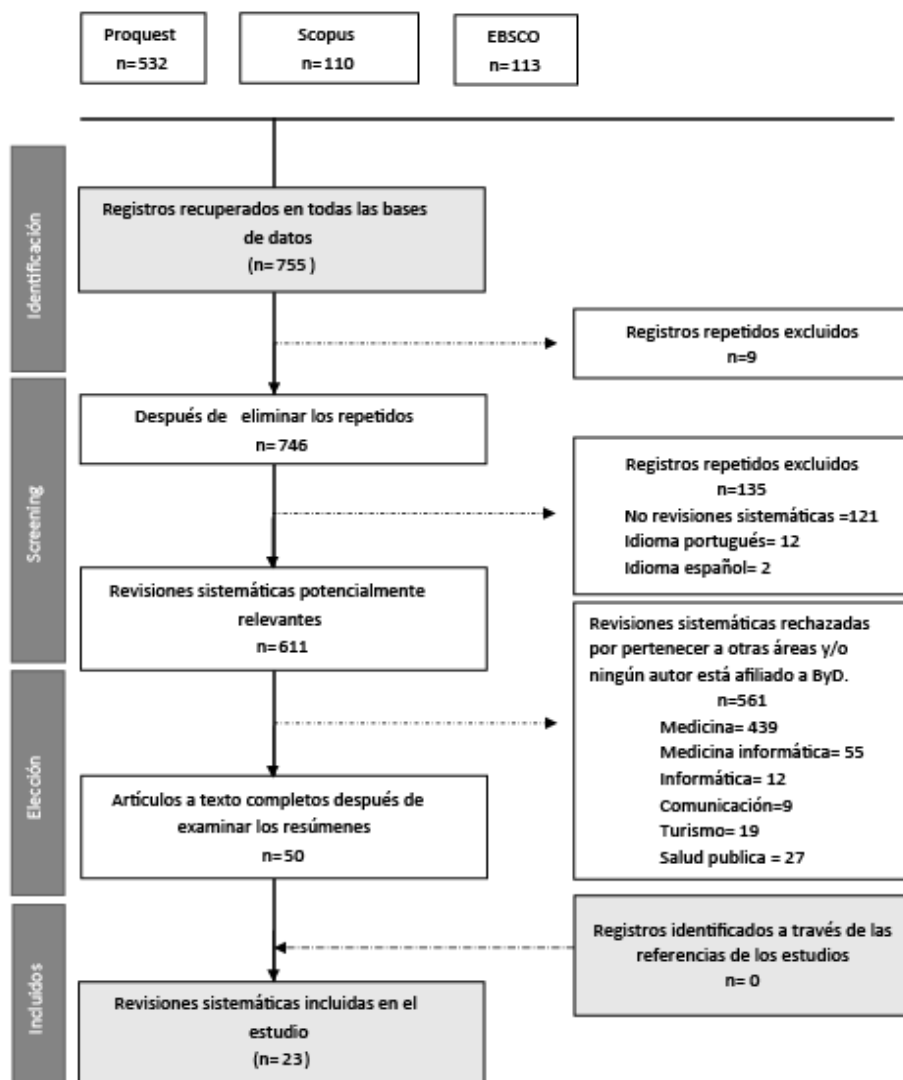 Proquest
n=532
Scopus
n=110
EBSCO
n=113
Identificación
Registros recuperados en todas las bases
de datos
(n=755 )
Registros repetidos excluidos
n=9
Screening
Después de eliminar los repetidos
n=746
Registros repetidos excluidos
n=135
No revisiones sistemáticas =121
Idioma portugués= 12
Idioma español= 2
Revisiones sistemáticas potencialmente
relevantes
n=611
Revisiones sistemáticas rechazadas
por pertenecer a otras áreas y/o
ningún autor está afiliado a ByD.
n=561
Medicina= 439
Medicina informática= 55
Informática= 12
Comunicación=9
Turismo= 19
Salud publica = 27
Elección
Artículos a texto completos después de
examinar los resúmenes
n=50
Incluidos
Registros identificados a través de las
referencias de los estudios
n= 0
Revisiones sistemáticas incluidas en el
estudio
(n=23)